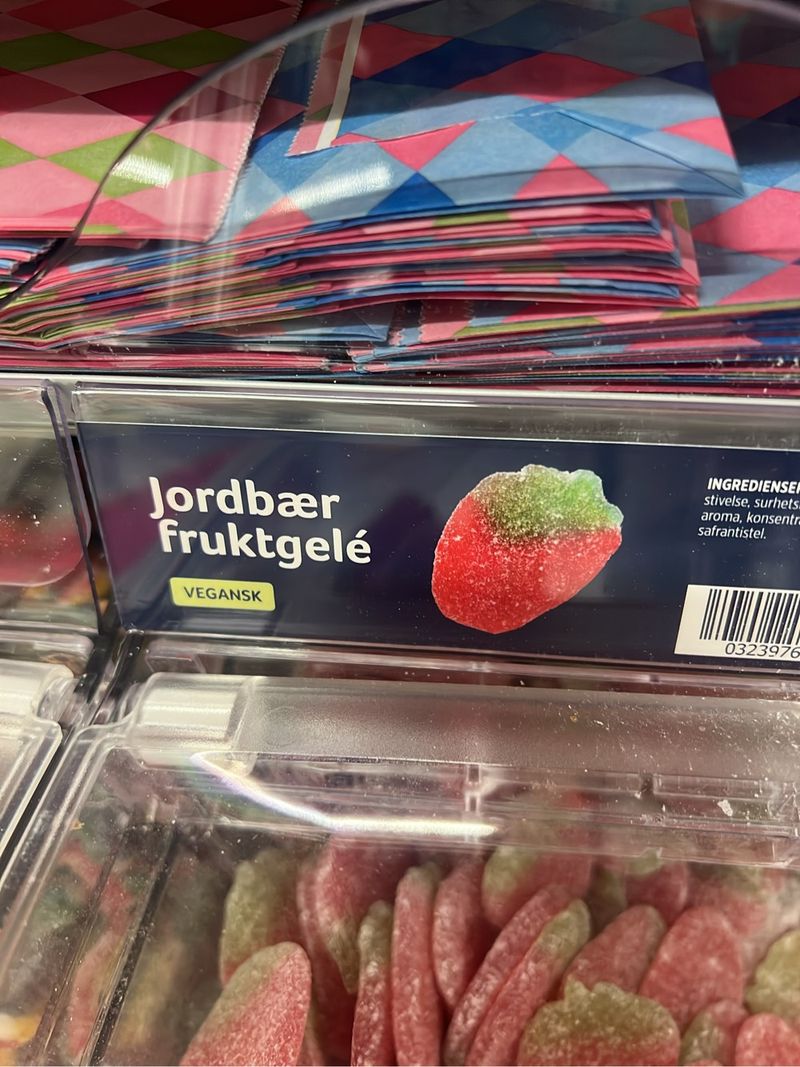 Jordbær
fruktgelé
VEGANSK
INGREDIENSER
stivelse, surhets
aroma, konsentr
safrantistel.
0323976